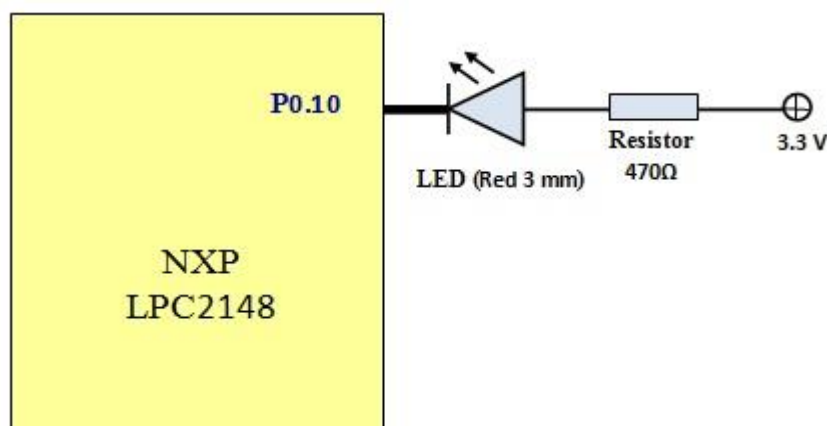 P0.10
Resistor
3.3 V
470Ω
LED (Red 3 mm)
NXP
LPC2148